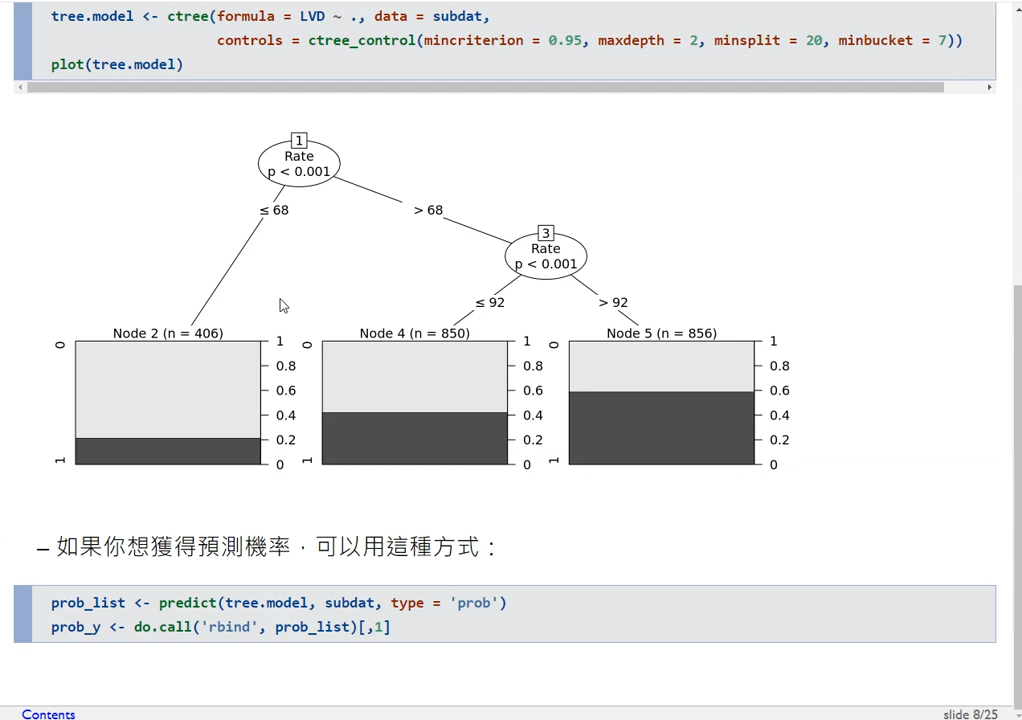 tree.model <- ctree(formula = LVD ~ ., data = subdat,
controls = ctree_control(mincriterion = 0.95, maxdepth = 2, minsplit = 20, minbucket = 7))
plot(tree.model)
1
Rate
p < 0.001
≤ 68
> 68
3
Rate
p < 0.001
≤ 92
> 92
Node 2 (n = 406)
0
1
1
0.8
0.6
0.4
0.2
0
Node 4 (n = 850)
0
1
1
0.8
0.6
0.4
0.2
0
Node 5 (n = 856)
0
1
1
0.8
0.6
0.4
0.2
0
– 如果你想獲得預測機率,可以用這種方式:
prob_list <- predict(tree.model, subdat, type = 'prob')
prob_y <- do.call('rbind', prob_list)[,1]
Contents
slide 8/25